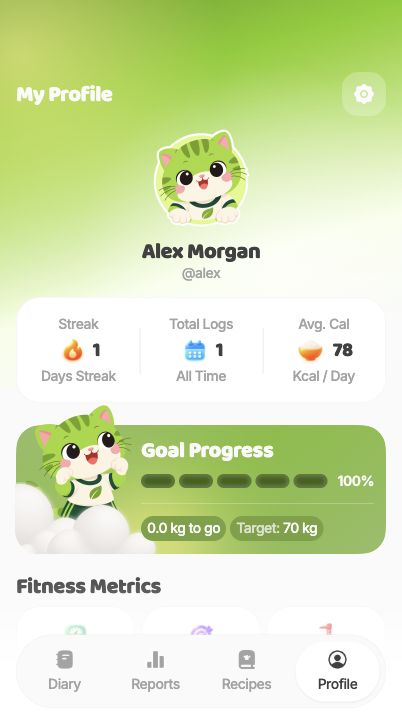 My Profile
Alex Morgan
@alex
Streak
1
Days Streak
Total Logs
1
All Time
Avg. Cal
78
Kcal / Day
Goal Progress
100%
0.0 kg to go
Target: 70 kg
Fitness Metrics
Diary
Reports
Recipes
Profile